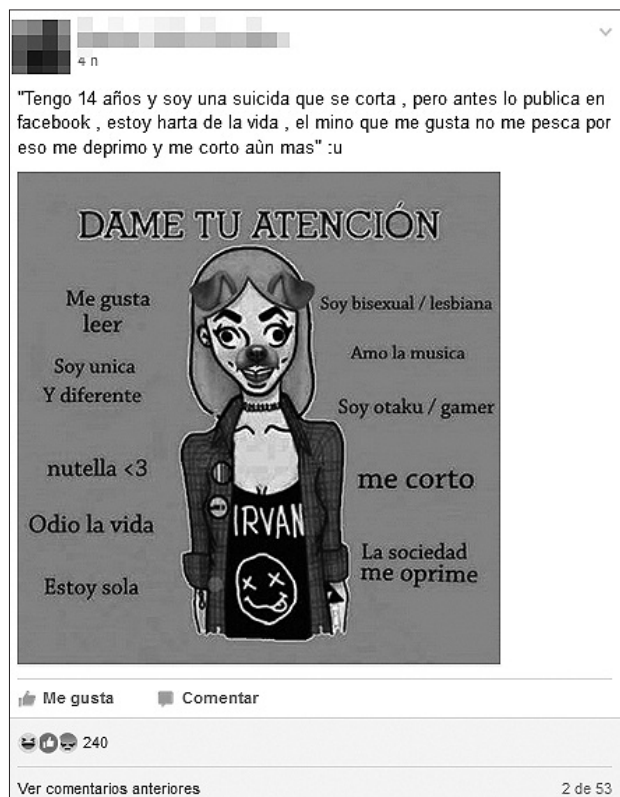 4 h
"Tengo 14 años y soy una suicida que se corta , pero antes lo publica en
facebook , estoy harta de la vida , el mino que me gusta no me pesca por
eso me deprimo y me corto aùn mas" :u
DAME TU ATENCIÓN
Me gusta
leer
Soy unica
Y diferente
nutella <3
Odio la vida
Estoy sola
Soy bisexual / lesbiana
Amo la musica
Soy otaku / gamer
me corto
La sociedad
me oprime
IRVAN
Me gusta Comentar
240
Ver comentarios anteriores 2 de 53